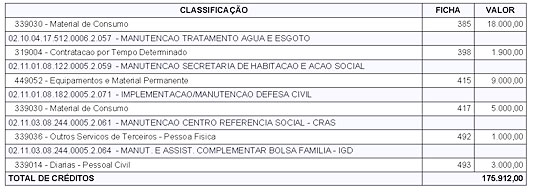 CLASSIFICAÇÃO FICHA VALOR
339030 - Material de Consumo 385 18.000,00
02.10.04.17.512.0006.2.057 - MANUTENCAO TRATAMENTO AGUA E ESGOTO
319004 - Contratacao por Tempo Determinado 398 1.900,00
02.11.01.08.122.0005.2.059 - MANUTENCAO SECRETARIA DE HABITACAO E ACAO SOCIAL
449052 - Equipamentos e Material Permanente 415 9.000,00
02.11.01.08.182.0005.2.071 - IMPLEMENTACAO/MANUTENCAO DEFESA CIVIL
339030 - Material de Consumo 417 5.000,00
02.11.03.08.244.0005.2.061 - MANUTENCAO CENTRO REFERENCIA SOCIAL - CRAS
339036 - Outros Servicos de Terceiros - Pessoa Fisica 492 1.000,00
02.11.03.08.244.0005.2.064 - MANUT. E ASSIST. COMPLEMENTAR BOLSA FAMILIA - IGD
339014 - Diarias - Pessoal Civil 493 3.000,00
TOTAL DE CRÉDITOS 175.912,00